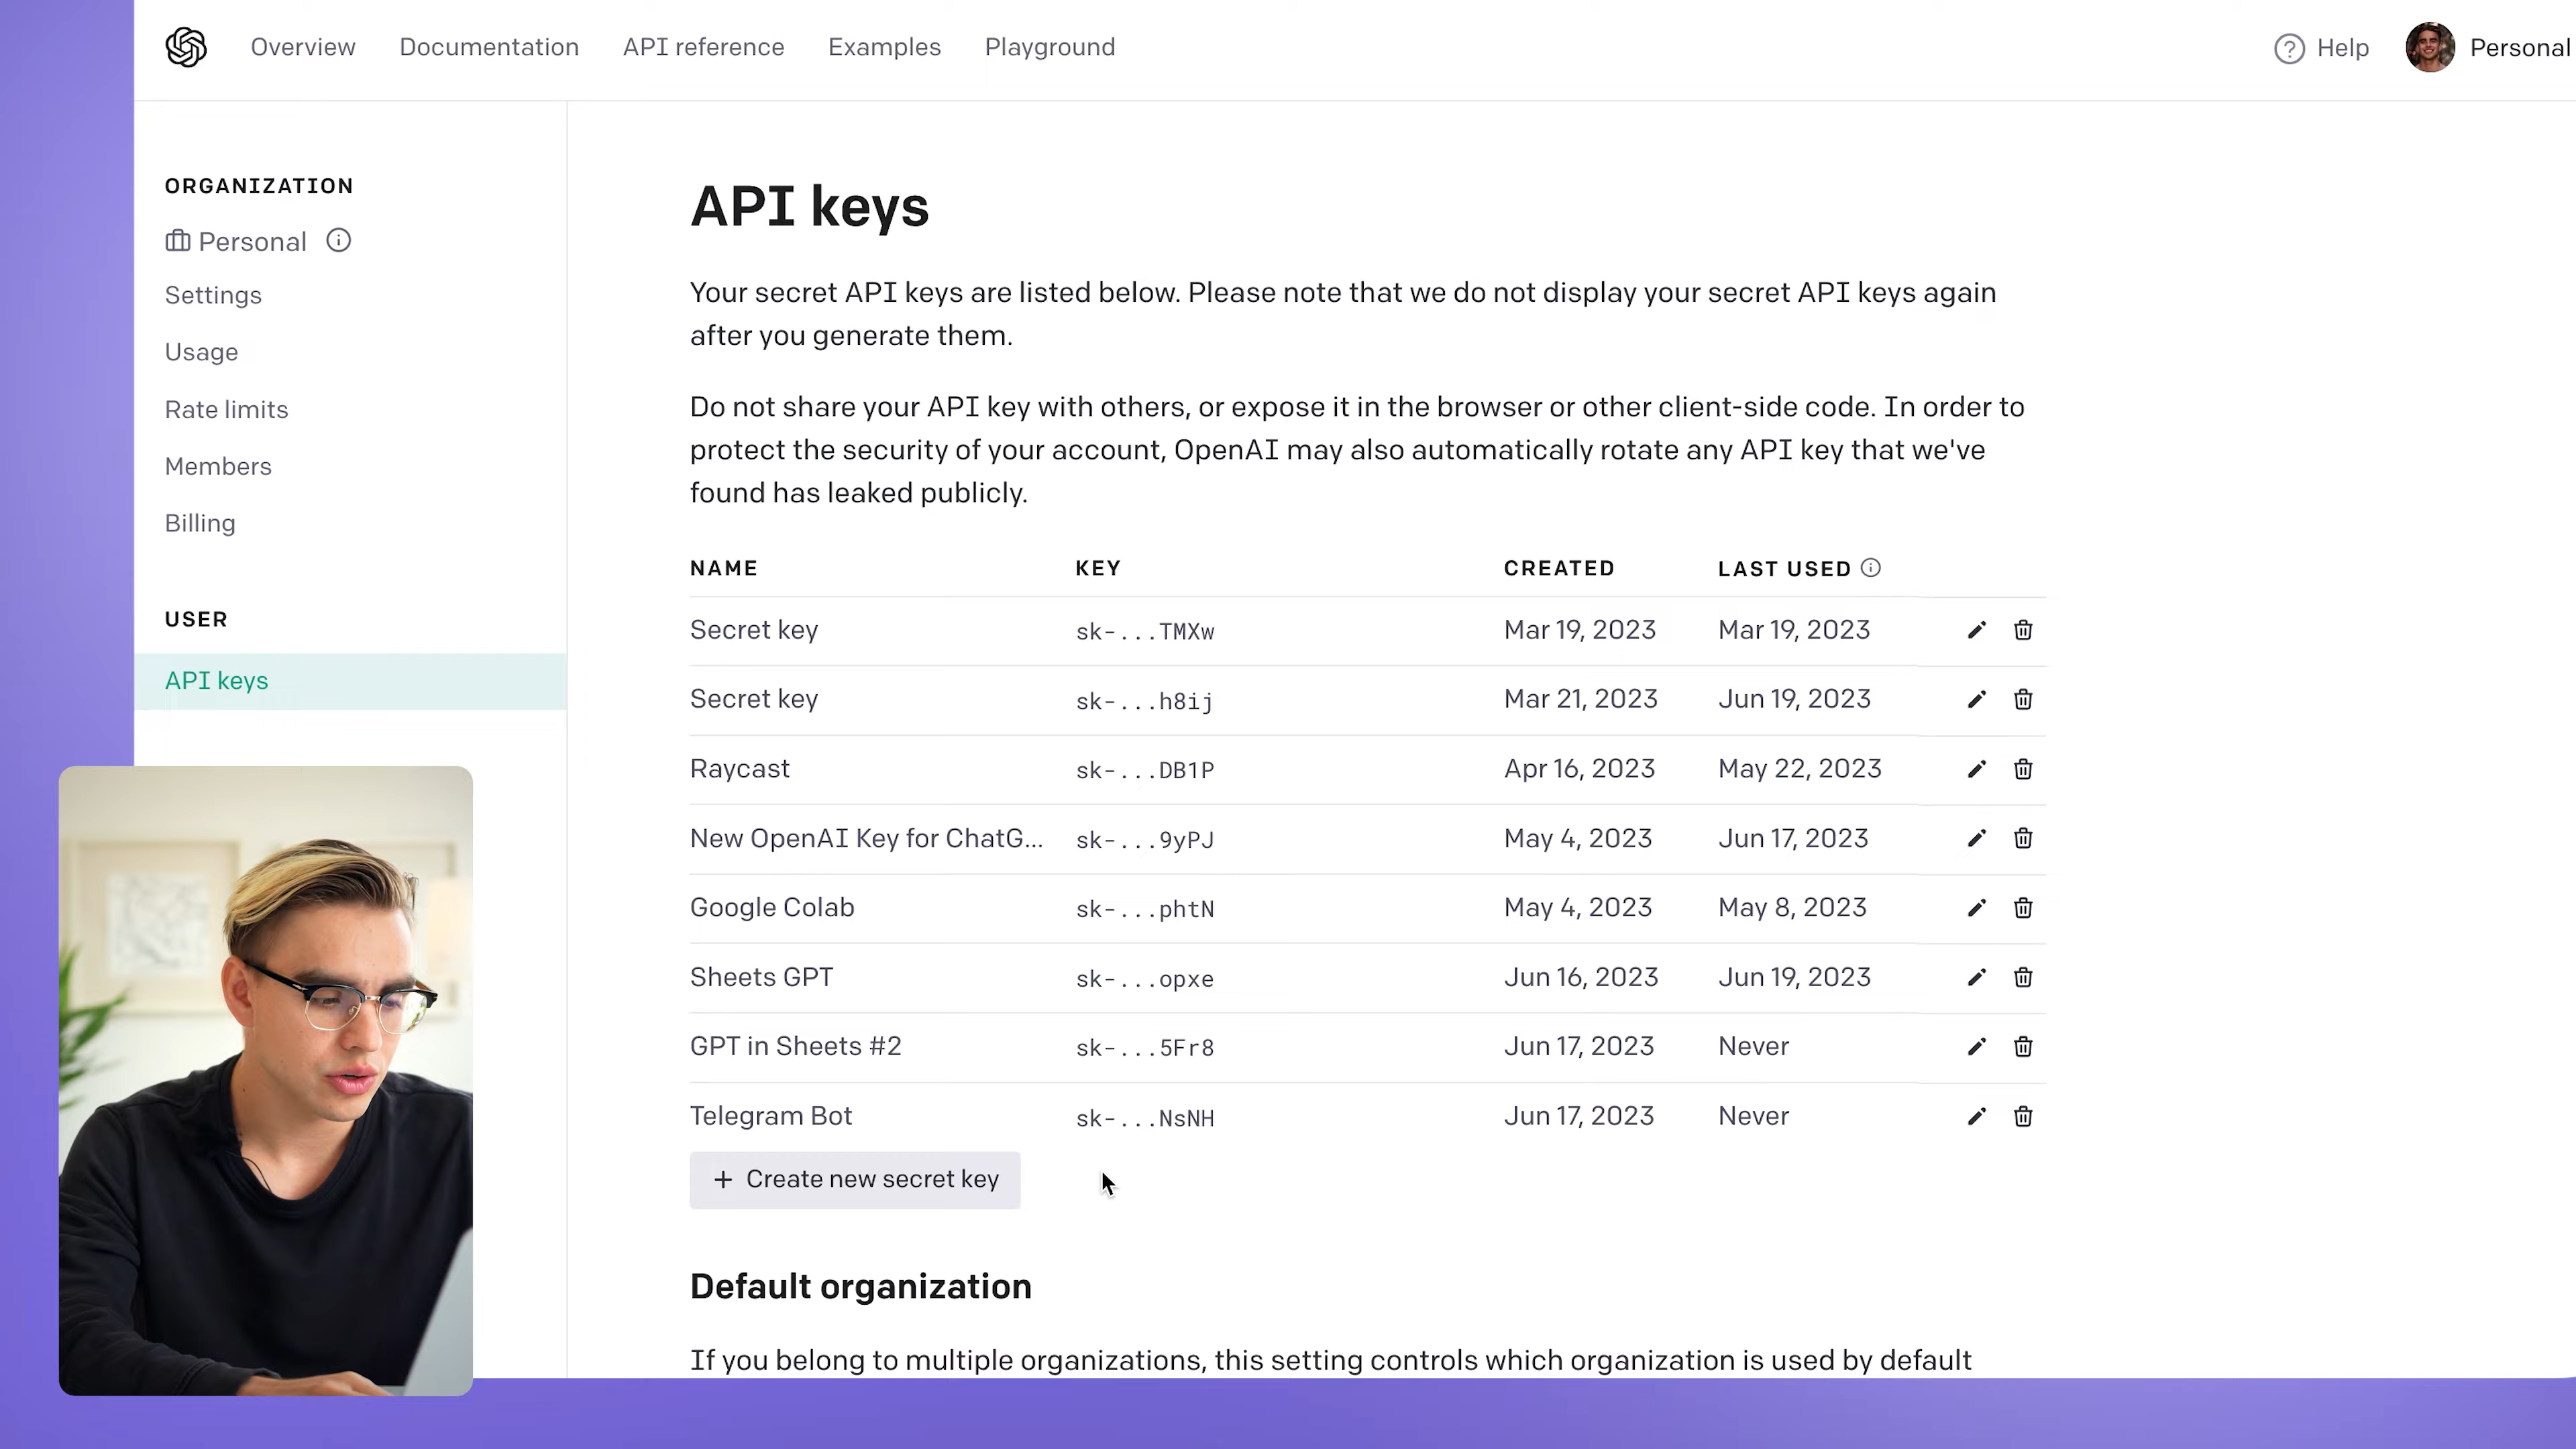 Overview Documentation API reference Examples Playground Help Personal
ORGANIZATION
Personal
Settings
Usage
Rate limits
Members
Billing
USER
API keys
API keys
Your secret API keys are listed below. Please note that we do not display your secret API keys again
after you generate them.
Do not share your API key with others, or expose it in the browser or other client-side code. In order to
protect the security of your account, OpenAI may also automatically rotate any API key that we've
found has leaked publicly.
NAME KEY CREATED LAST USED
Secret key sk-...TMXw Mar 19, 2023 Mar 19, 2023
Secret key sk-...h8ij Mar 21, 2023 Jun 19, 2023
Raycast sk-...DB1P Apr 16, 2023 May 22, 2023
New OpenAI Key for ChatG... sk-...9yPJ May 4, 2023 Jun 17, 2023
Google Colab sk-...phtN May 4, 2023 May 8, 2023
Sheets GPT sk-...opxe Jun 16, 2023 Jun 19, 2023
GPT in Sheets #2 sk-...5Fr8 Jun 17, 2023 Never
Telegram Bot sk-...NsNH Jun 17, 2023 Never
+ Create new secret key
Default organization
If you belong to multiple organizations, this setting controls which organization is used by default